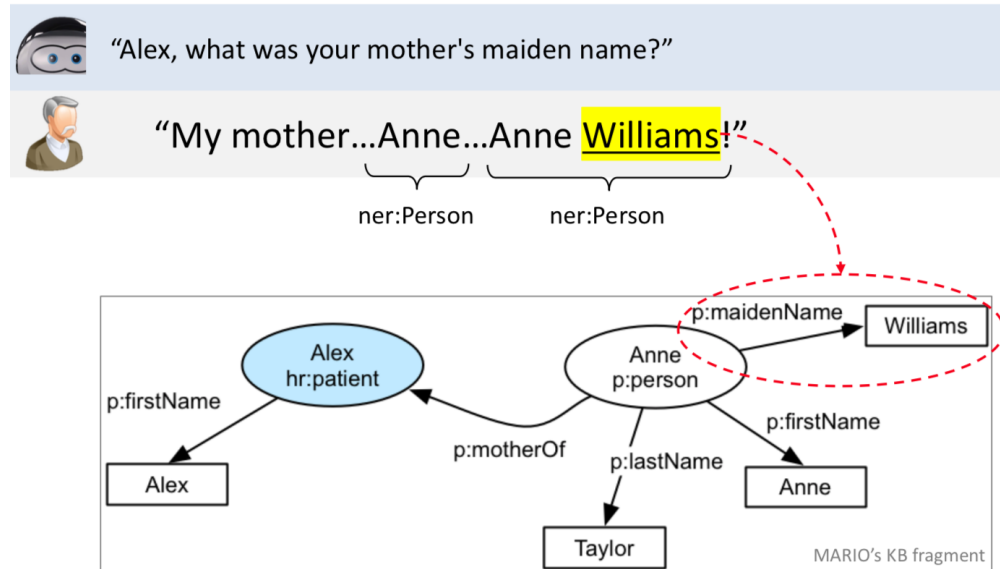 “Alex, what was your mother's maiden name?”
“My mother...Anne...Anne Williams!”
ner:Person ner:Person
p:maidenName
Williams
Alex
hr:patient
Anne
p:person
p:firstName
p:motherOf
p:lastName
p:firstName
Alex
Anne
Taylor
MARIO’s KB fragment